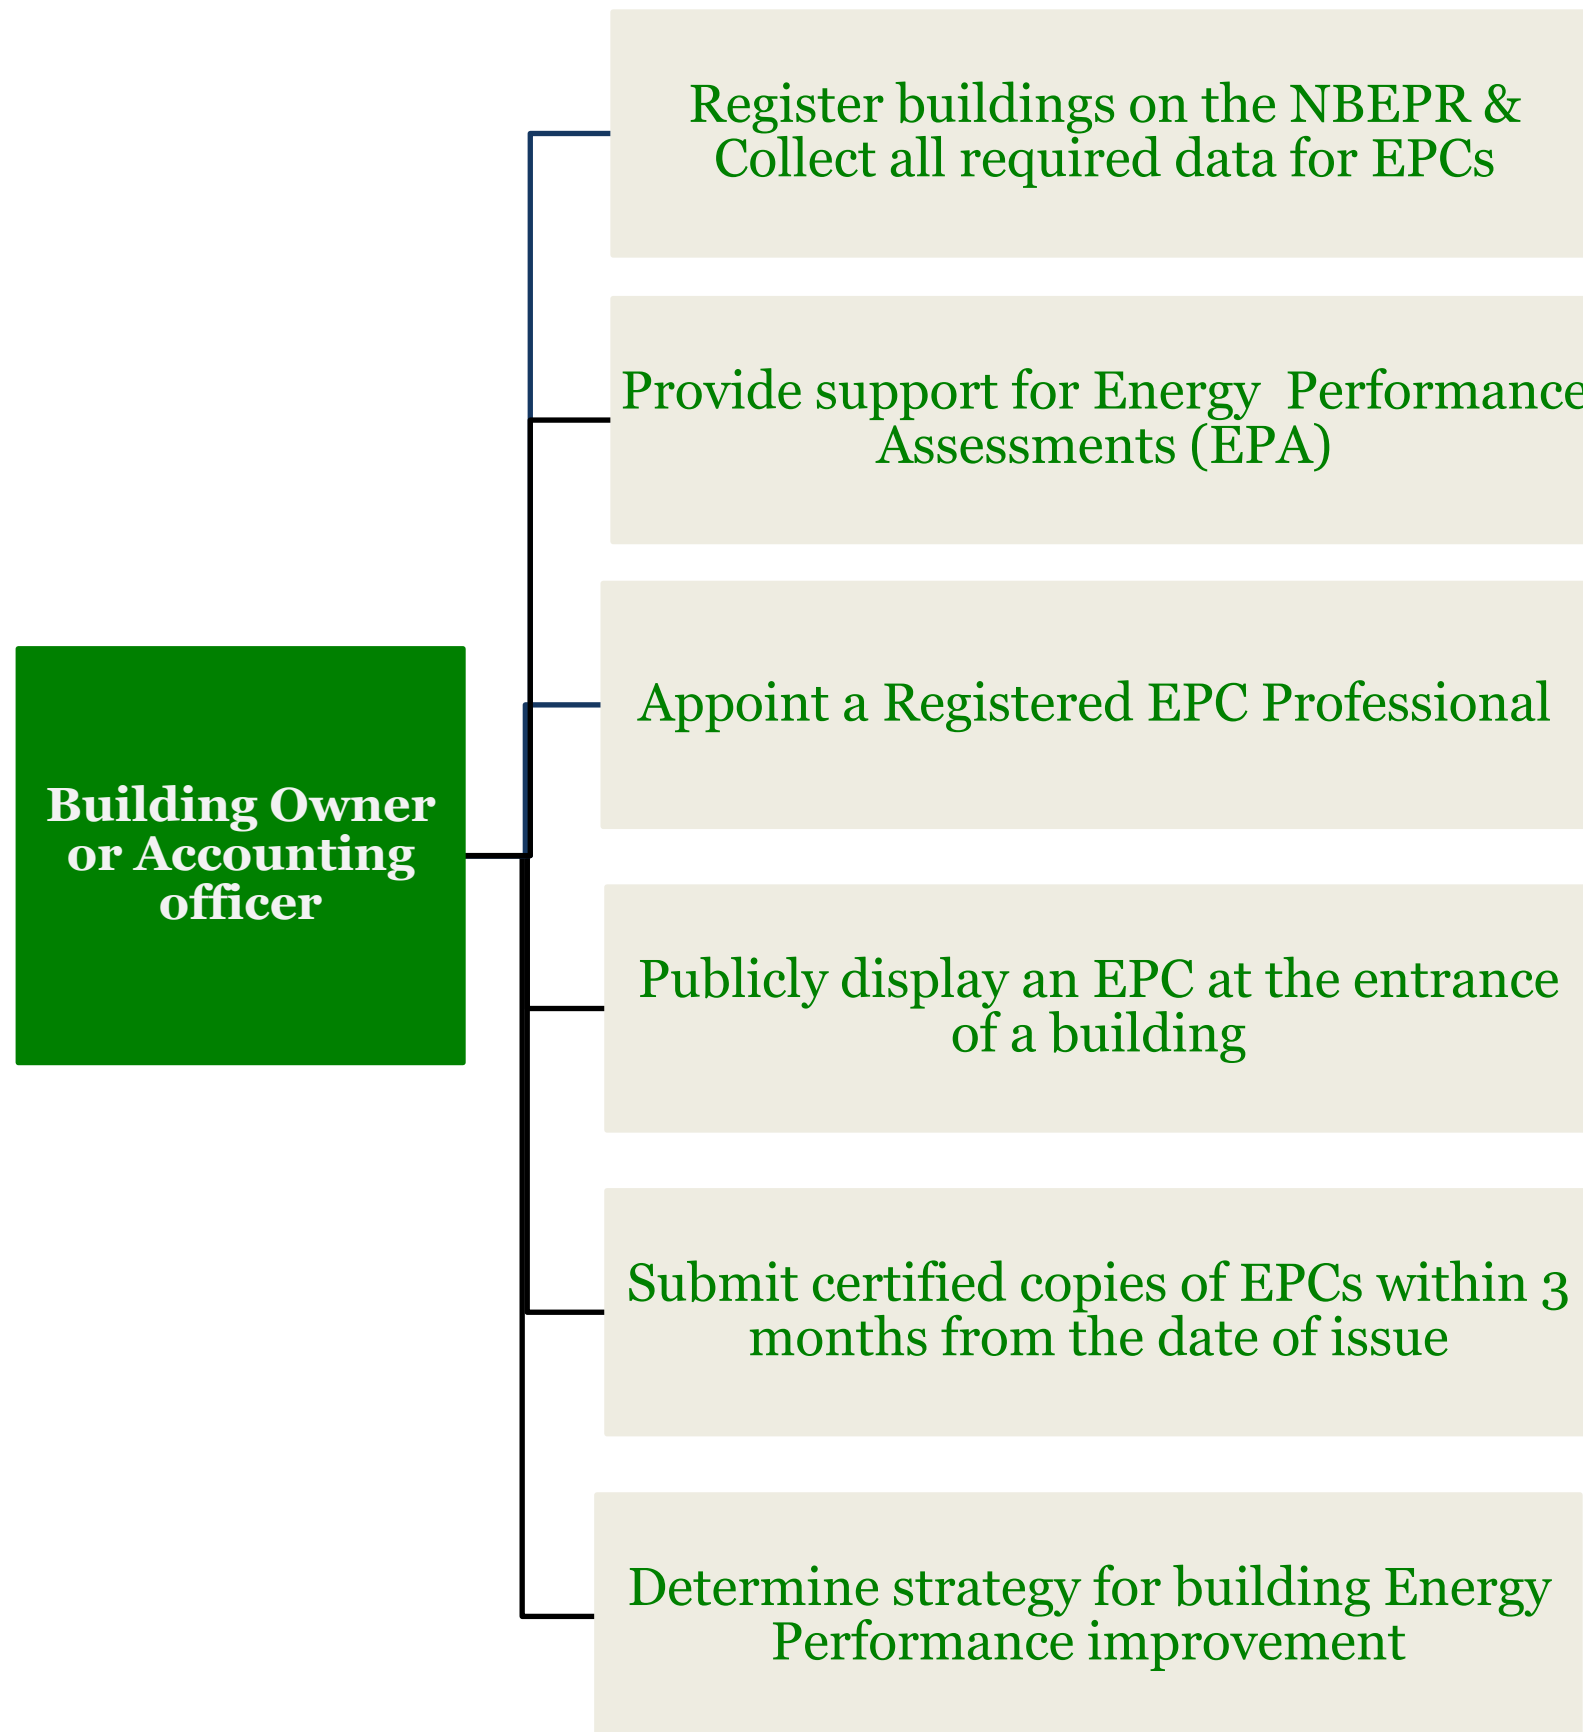 Register buildings on the NBEPR &
Collect all required data for EPCs
Provide support for Energy  Performance
Assessments (EPA)
Appoint a Registered EPC Professional
Building Owner
or Accounting
officer
Publicly display an EPC at the entrance
of a building
Submit certified copies of EPCs within 3
months from the date of issue
Determine strategy for building Energy
Performance improvement